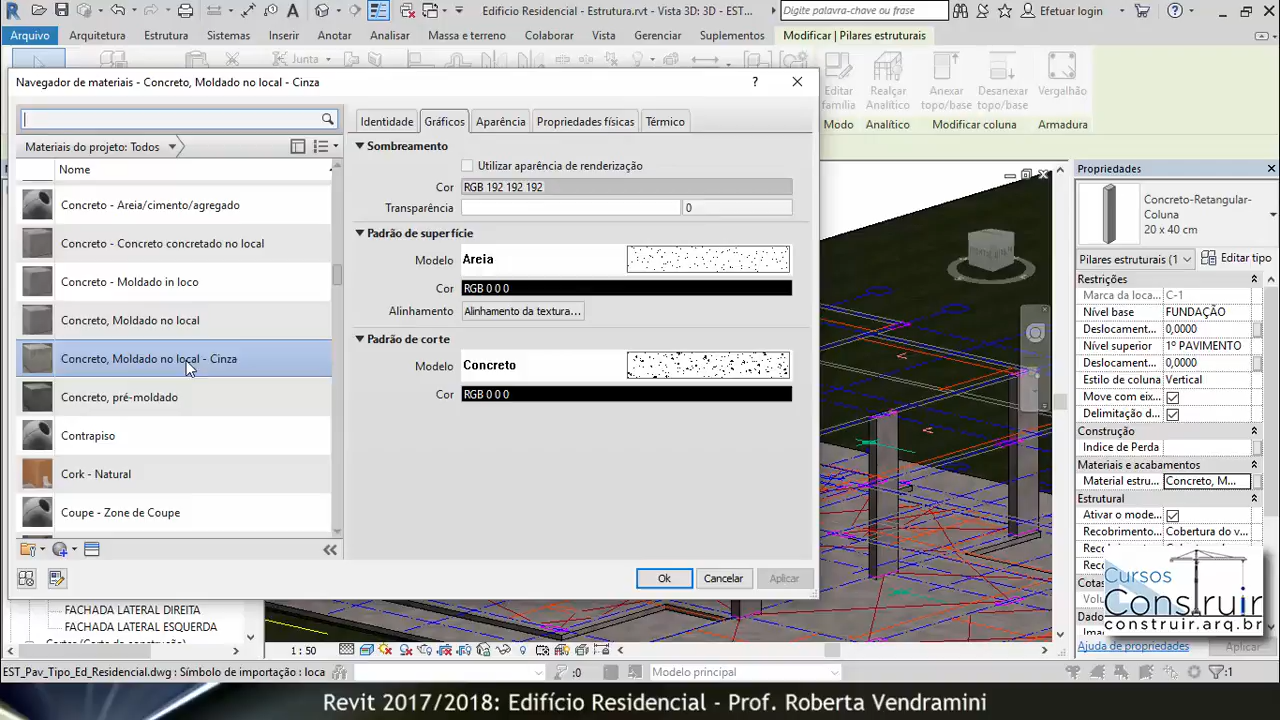 Edifício Residencial - Estrutura.rvt - Vista 3D: 3D - EST...
Digite palavra-chave ou frase
Efetuar login
Arquivo
Arquitetura
Estrutura
Sistemas
Inserir
Anotar
Analisar
Massa e terreno
Colaborar
Vista
Gerenciar
Suplementos
Modificar | Pilares estruturais
Junta
Editar família
Realçar Analítico
Anexar topo/base
Desanexar topo/base
Vergalhão
Modo
Analítico
Modificar coluna
Armadura
Navegador de materiais - Concreto, Moldado no local - Cinza
Materiais do projeto: Todos
Nome
Concreto - Areia/cimento/agregado
Concreto - Concreto concretado no local
Concreto - Moldado in loco
Concreto, Moldado no local
Concreto, Moldado no local - Cinza
Concreto, pré-moldado
Contrapiso
Cork - Natural
Coupe - Zone de Coupe
Identidade
Gráficos
Aparência
Propriedades físicas
Térmico
Sombreamento
Utilizar aparência de renderização
Cor RGB 192 192 192
Transparência 0
Padrão de superfície
Modelo Areia
Cor RGB 0 0 0
Alinhamento Alinhamento da textura...
Padrão de corte
Modelo Concreto
Cor RGB 0 0 0
Ok
Cancelar
Aplicar
Propriedades
Concreto-Retangular-
Coluna
20 x 40 cm
Pilares estruturais (1
Editar tipo
Restrições
Marca da loca... C-1
Nível base FUNDAÇÃO
Deslocament... 0,0000
Nível superior 1º PAVIMENTO
Deslocament... 0,0000
Estilo de coluna Vertical
Move com eix...
Delimitação d...
Construção
Indice de Perda
Materiais e acabamentos
Material estru... Concreto, M...
Estrutural
Ativar o mode...
Recobrimento... Cobertura do v...
Cotas
Dados
Ajuda de propriedades
Aplicar
Cursos
Construir
construir.arq.br
FACHADA LATERAL DIREITA
FACHADA LATERAL ESQUERDA
Cortes (Corte da construção)
1 : 50
EST_Pav_Tipo_Ed_Residencial.dwg : Símbolo de importação : loca
:0
Modelo principal
:1
Revit 2017/2018: Edifício Residencial - Prof. Roberta Vendramini